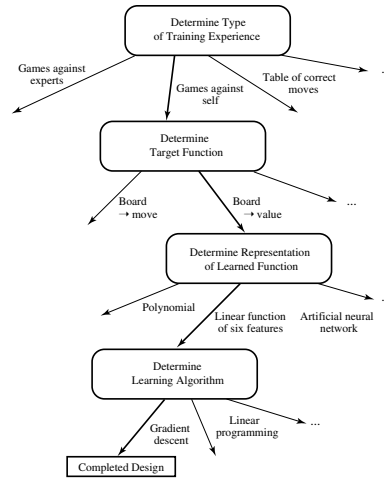 Determine Type
of Training Experience
Games against
experts
Games against
self
Table of correct
moves
Determine
Target Function
Board
→ move
Board
→ value
...
Determine Representation
of Learned Function
Polynomial
Linear function
of six features
Artificial neural
network
Determine
Learning Algorithm
Gradient
descent
Linear
programming
...
Completed Design